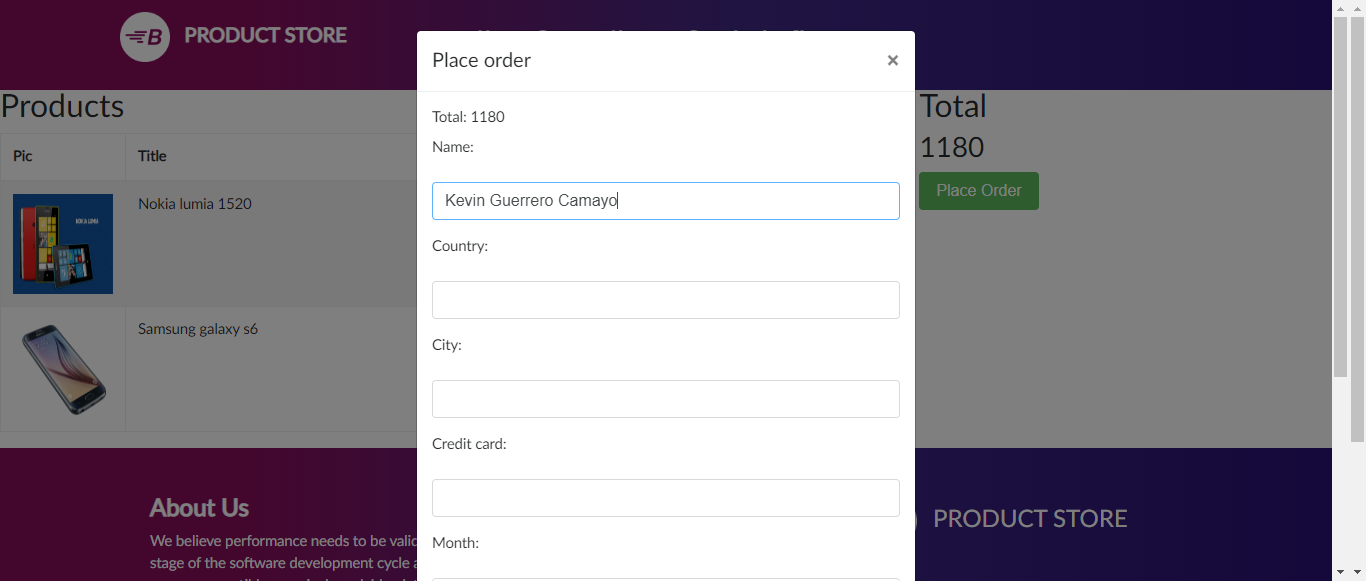 PRODUCT STORE
Place order
×
Products
Total
Total: 1180
1180
Name:
Pic
Title
Kevin Guerrero Camayo
Place Order
Nokia lumia 1520
NOKIA LUMIA
Country:
City:
Samsung galaxy s6
Credit card:
About Us
PRODUCT STORE
We believe performance needs to be valid
Month:
stage of the software development cycle a